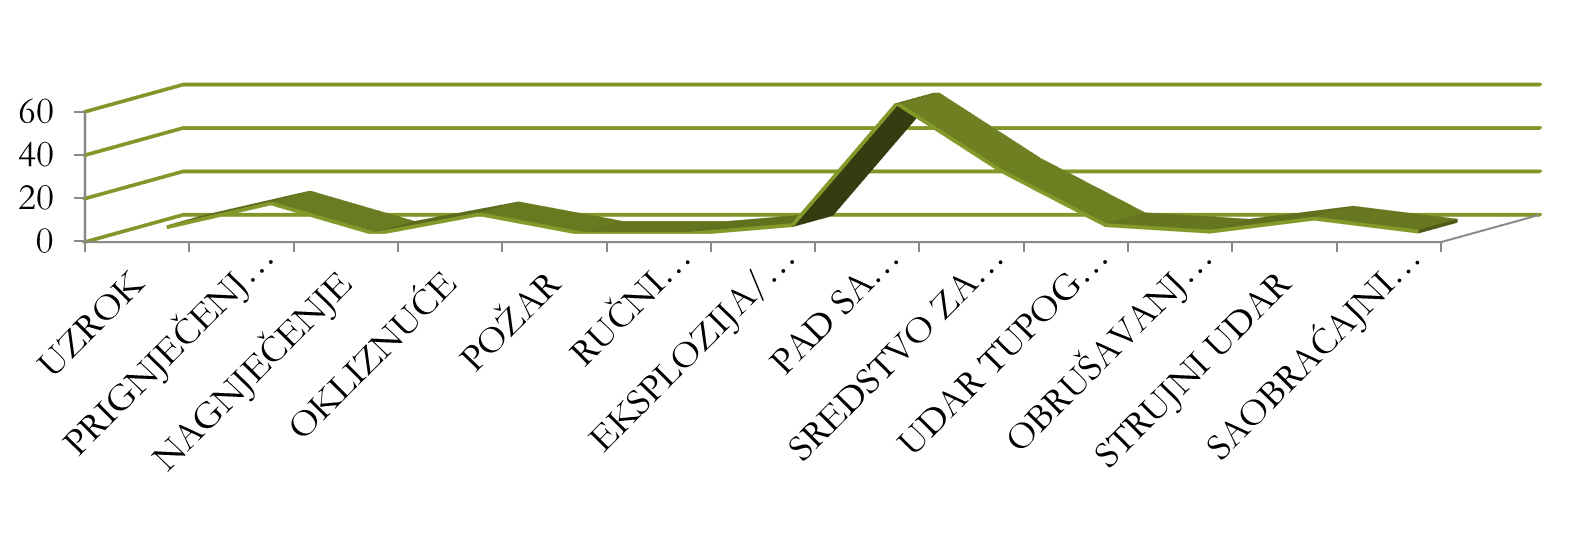 60
40
20
0
UZROK
PRIGNJEČENJ…
NAGNJEČENJE
OKLIZNUĆE
POŽAR
RUČNI…
EKSPLOZIJA/…
PAD SA…
SREDSTVO ZA…
UDAR TUPOG…
OBRUŠAVANJ…
STRUJNI UDAR
SAOBRAĆAJNI…